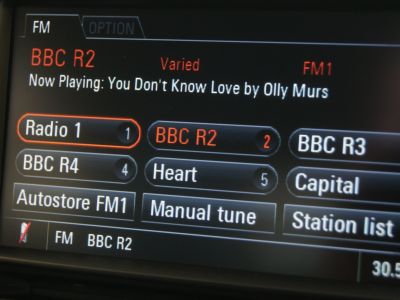 FM OPTION
BBC R2 Varied FM1
Now Playing: You Don't Know Love by Olly Murs
Radio 1 1 BBC R2 2 BBC R3
BBC R4 4 Heart 5 Capital
Autostore FM1 Manual tune Station list
FM BBC R2
30.5